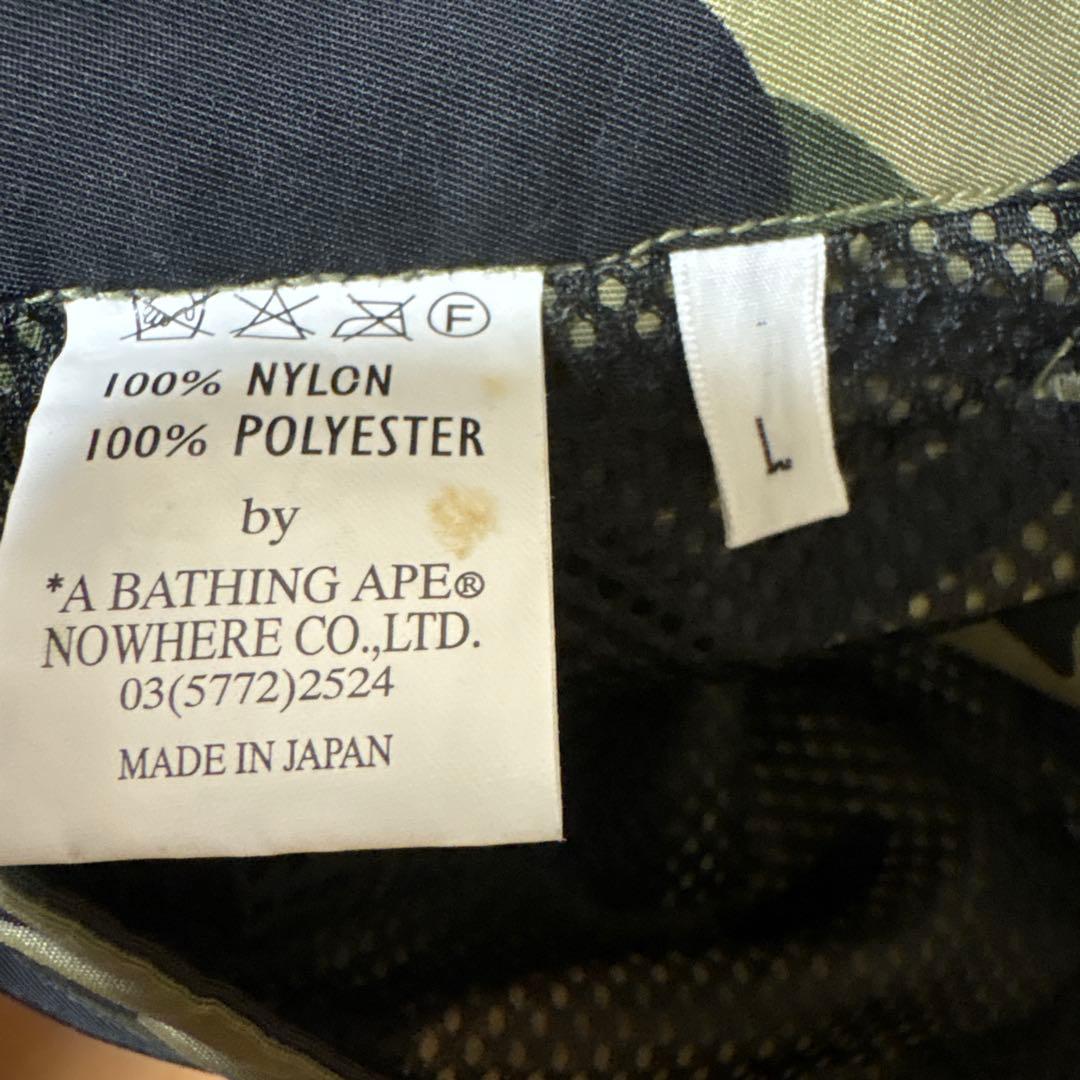 F
100% NYLON
100% POLYESTER
by
*A BATHING APE®
NOWHERE CO.,LTD.
03(5772)2524
MADE IN JAPAN
L